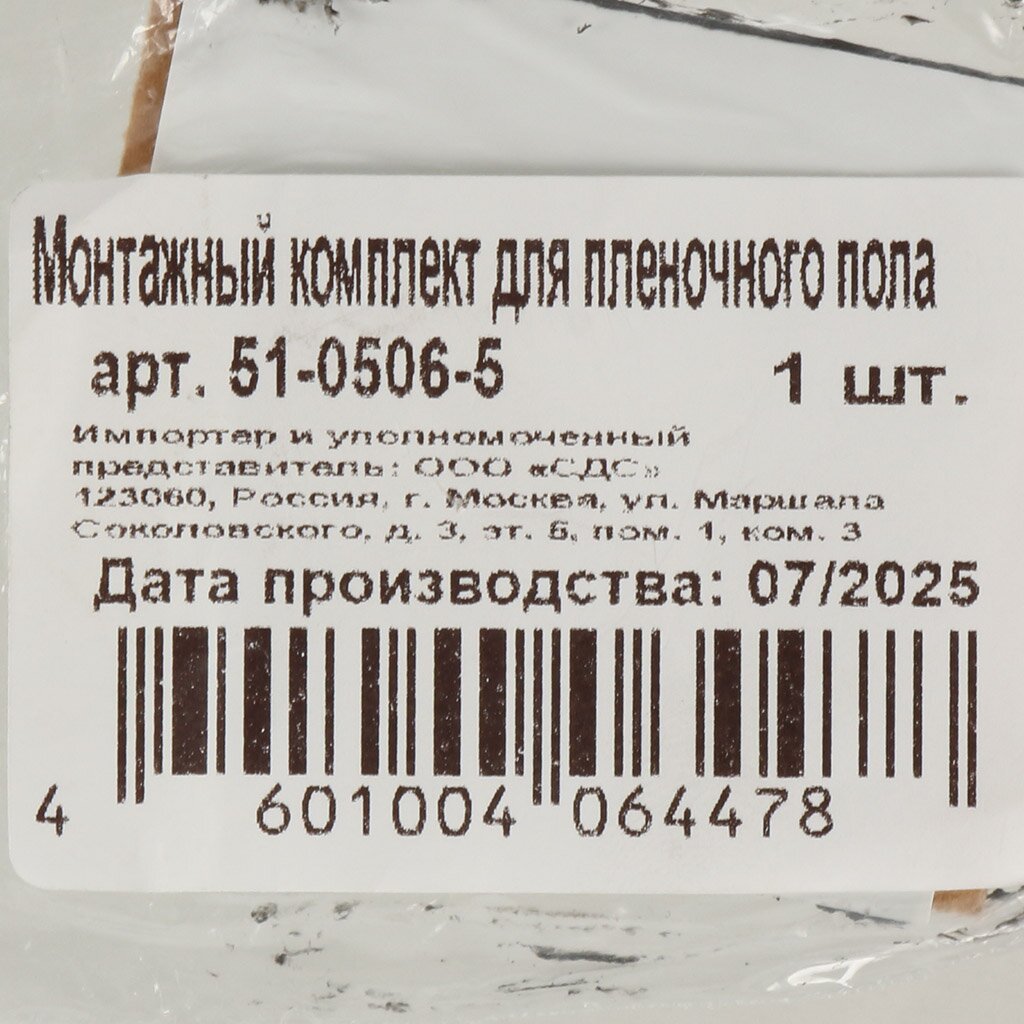 Монтажный комплект для пленочного пола
арт. 51-0506-5 1 шт.
Импортер и уполномоченный
представитель: ООО «СДС»
123060, Россия, г. Москва, ул. Маршала
Соколовского, д. 3, эт. 5, пом. 1, ком. 3
Дата производства: 07/2025
4 601004 064478